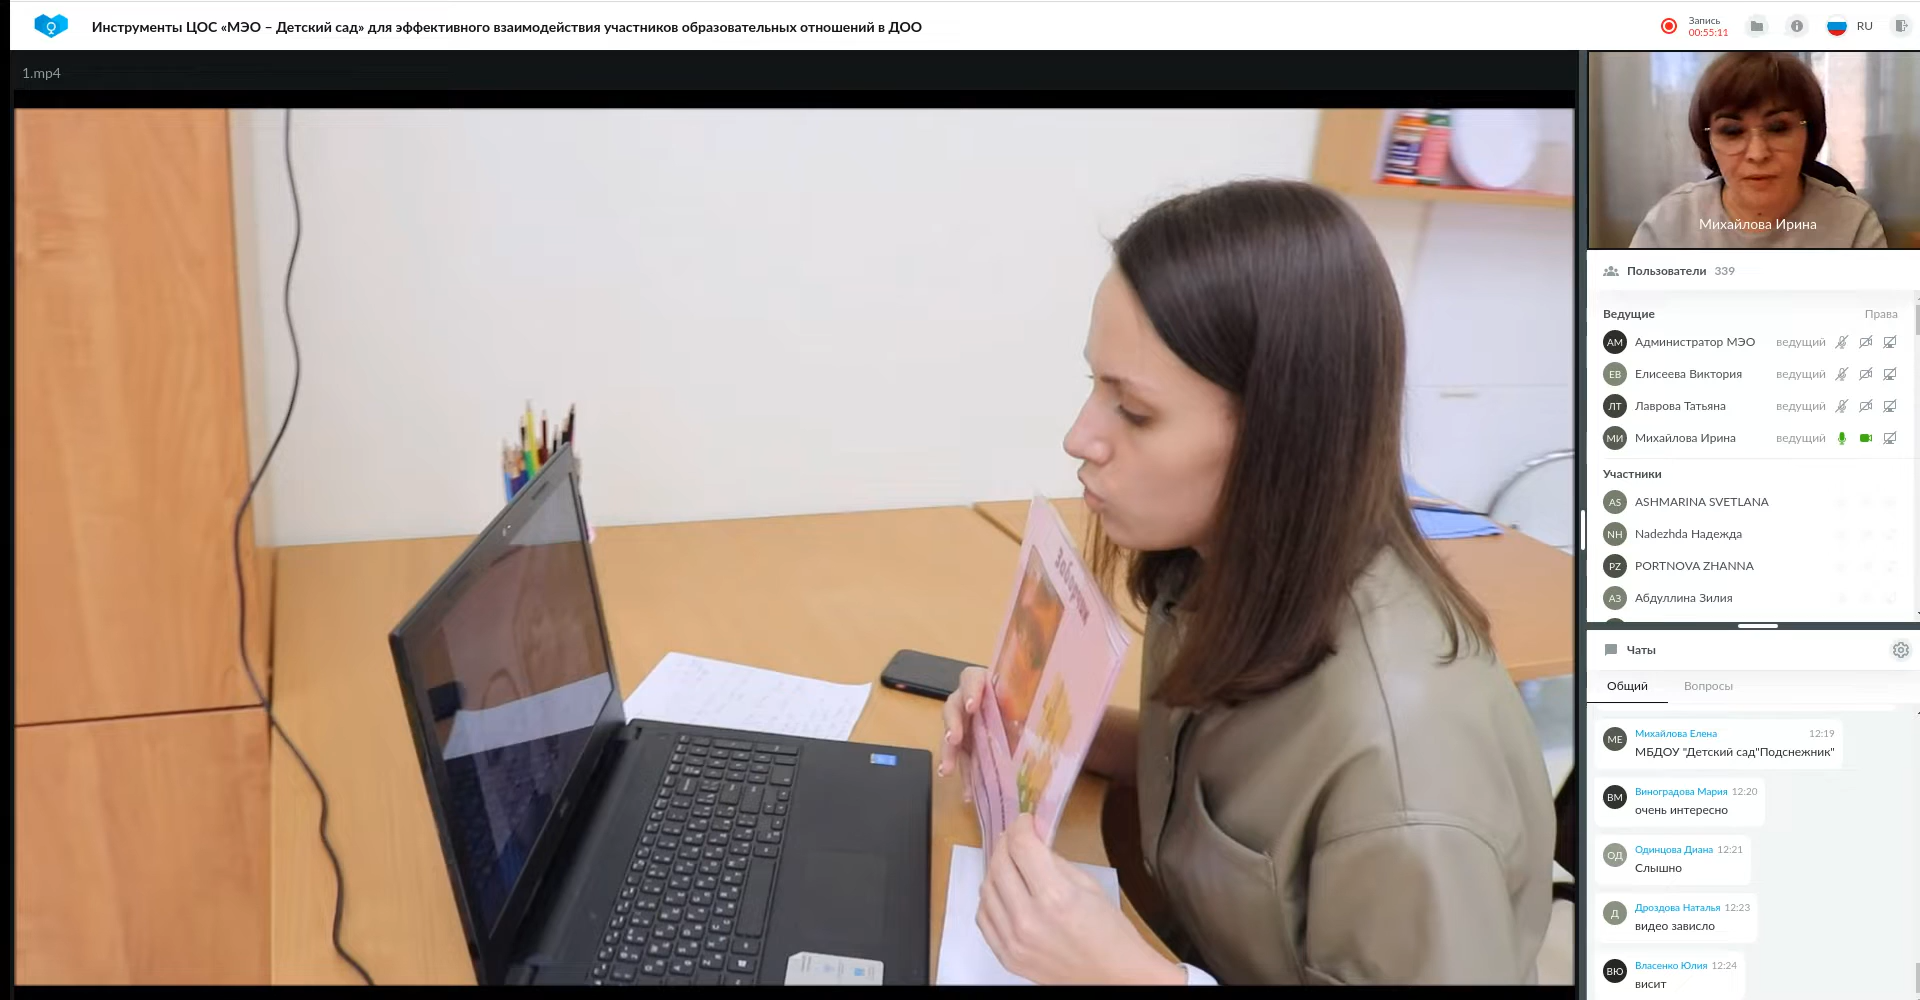 Инструменты ЦОС «МЭО – Детский сад» для эффективного взаимодействия участников образовательных отношений в ДОО
Запись
00:55:11
RU
1.mp4
Михайлова Ирина
Пользователи 339
Ведущие Права
АМ Администратор МЭО ведущий
ЕВ Елисеева Виктория ведущий
ЛТ Лаврова Татьяна ведущий
МИ Михайлова Ирина ведущий
Участники
AS ASHMARINA SVETLANA
NН Nadezhda Надежда
PZ PORTNOVA ZHANNA
АЗ Абдуллина Зилия
Чаты
Общий Вопросы
МЕ Михайлова Елена 12:19
МБДОУ "Детский сад"Подснежник"
ВМ Виноградова Мария 12:20
очень интересно
ОД Одинцова Диана 12:21
Слышно
Д Дроздова Наталья 12:23
видео зависло
ВЮ Власенко Юлия 12:24
висит